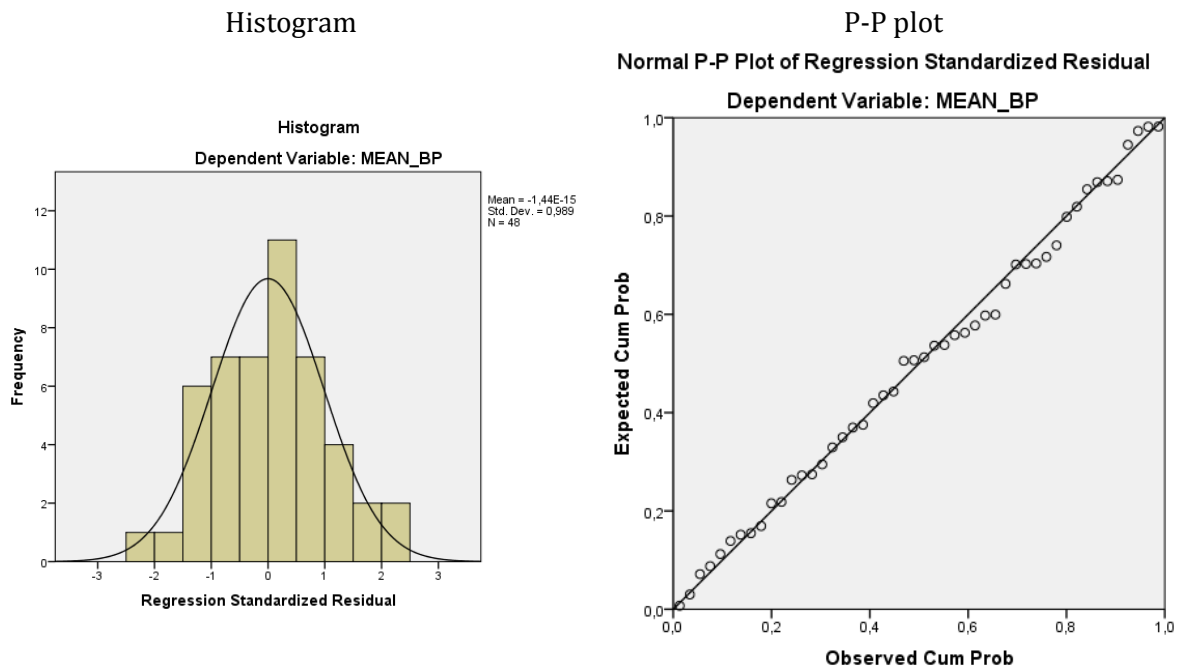 Histogram
P-P plot
Histogram
Dependent Variable: MEAN_BP
Mean = -1,44E-15
Std. Dev. = 0,989
N = 48
Frequency
12
10
8
6
4
2
0
-3 -2 -1 0 1 2 3
Regression Standardized Residual
Normal P-P Plot of Regression Standardized Residual
Dependent Variable: MEAN_BP
Expected Cum Prob
1,0
0,8
0,6
0,4
0,2
0,0
0,0 0,2 0,4 0,6 0,8 1,0
Observed Cum Prob